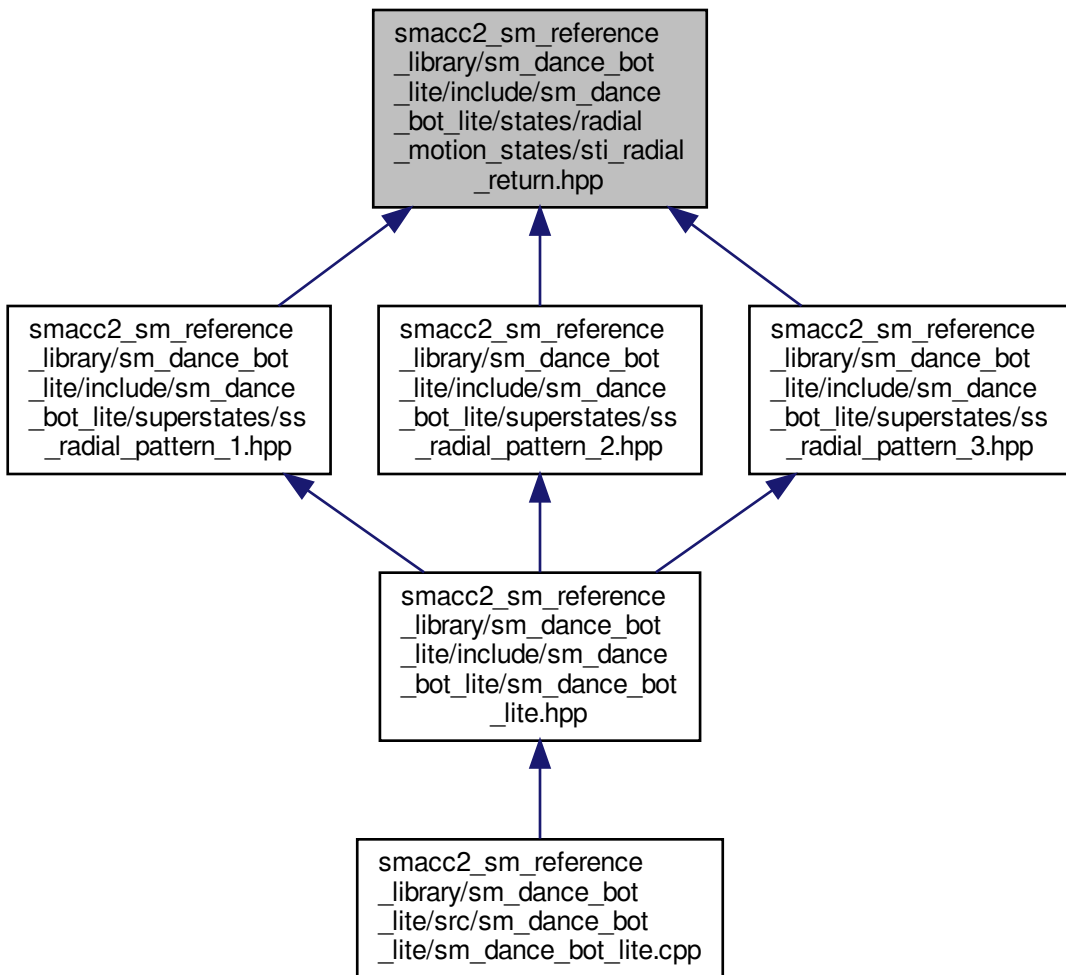 smacc2_sm_reference
_library/sm_dance_bot
_lite/include/sm_dance
_bot_lite/states/radial
_motion_states/sti_radial
_return.hpp
smacc2_sm_reference
_library/sm_dance_bot
_lite/include/sm_dance
_bot_lite/superstates/ss
_radial_pattern_1.hpp
smacc2_sm_reference
_library/sm_dance_bot
_lite/include/sm_dance
_bot_lite/superstates/ss
_radial_pattern_2.hpp
smacc2_sm_reference
_library/sm_dance_bot
_lite/include/sm_dance
_bot_lite/superstates/ss
_radial_pattern_3.hpp
smacc2_sm_reference
_library/sm_dance_bot
_lite/include/sm_dance
_bot_lite/sm_dance_bot
_lite.hpp
smacc2_sm_reference
_library/sm_dance_bot
_lite/src/sm_dance_bot
_lite/sm_dance_bot_lite.cpp